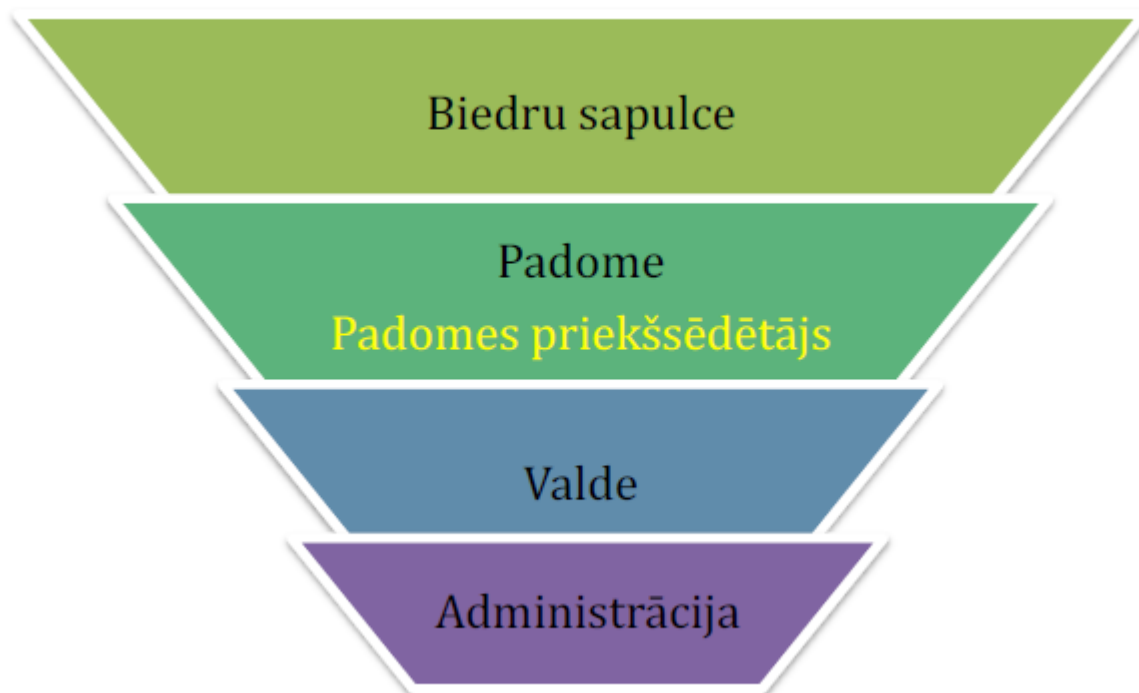 Biedru sapulce
Padome
Padomes priekšsēdētājs
Valde
Administrācija